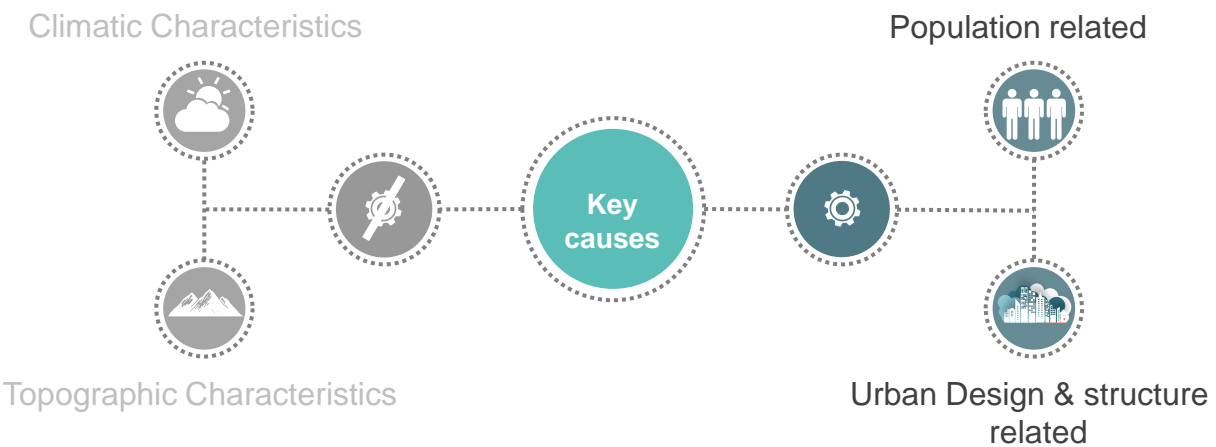 Climatic Characteristics
Population related
Key
causes
Topographic Characteristics
Urban Design & structure
related